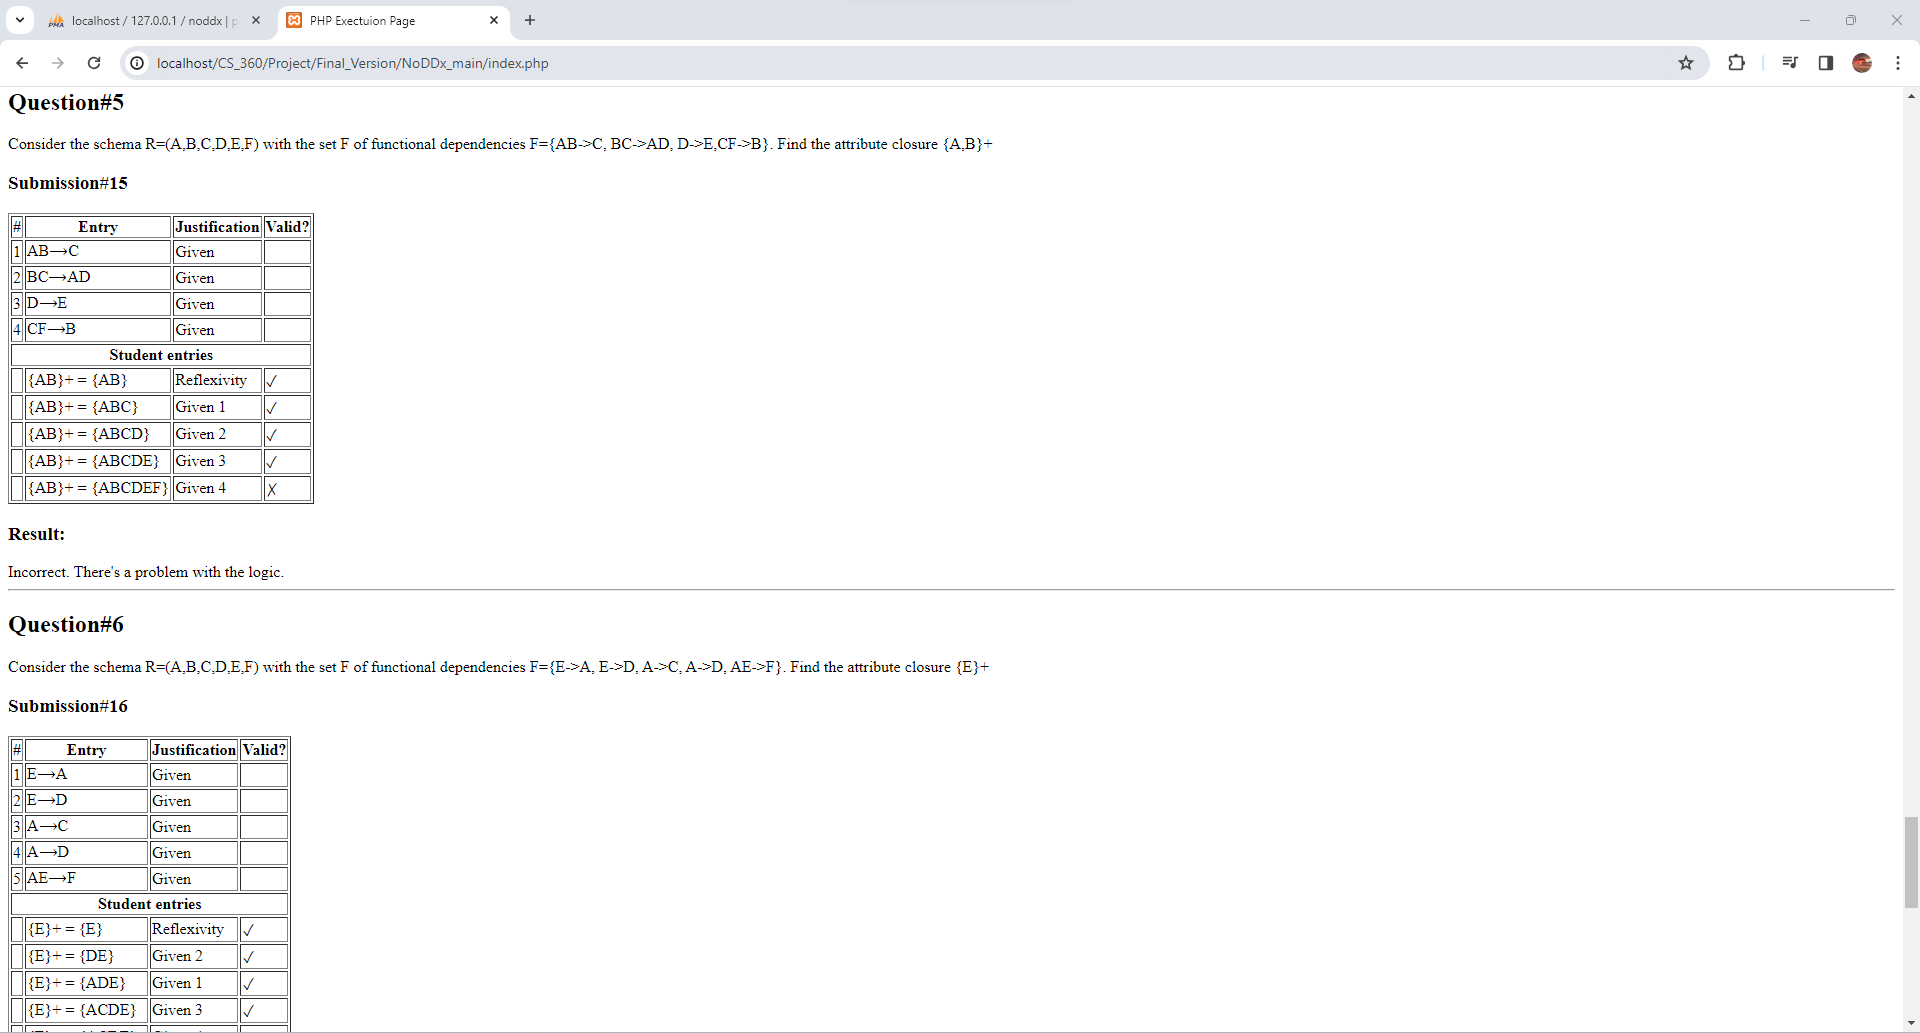 localhost / 127.0.0.1 / noddx | p
PHP Exectuion Page
localhost/CS_360/Project/Final_Version/NoDDx_main/index.php
Question#5
Consider the schema R=(A,B,C,D,E,F) with the set F of functional dependencies F={AB->C, BC->AD, D->E,CF->B}. Find the attribute closure {A,B}+
Submission#15
# Entry Justification Valid?
1 AB⟶C Given
2 BC⟶AD Given
3 D⟶E Given
4 CF⟶B Given
Student entries
{AB}+ = {AB} Reflexivity ✓
{AB}+ = {ABC} Given 1 ✓
{AB}+ = {ABCD} Given 2 ✓
{AB}+ = {ABCDE} Given 3 ✓
{AB}+ = {ABCDEF} Given 4 ✗
Result:
Incorrect. There's a problem with the logic.
Question#6
Consider the schema R=(A,B,C,D,E,F) with the set F of functional dependencies F={E->A, E->D, A->C, A->D, AE->F}. Find the attribute closure {E}+
Submission#16
# Entry Justification Valid?
1 E⟶A Given
2 E⟶D Given
3 A⟶C Given
4 A⟶D Given
5 AE⟶F Given
Student entries
{E}+ = {E} Reflexivity ✓
{E}+ = {DE} Given 2 ✓
{E}+ = {ADE} Given 1 ✓
{E}+ = {ACDE} Given 3 ✓